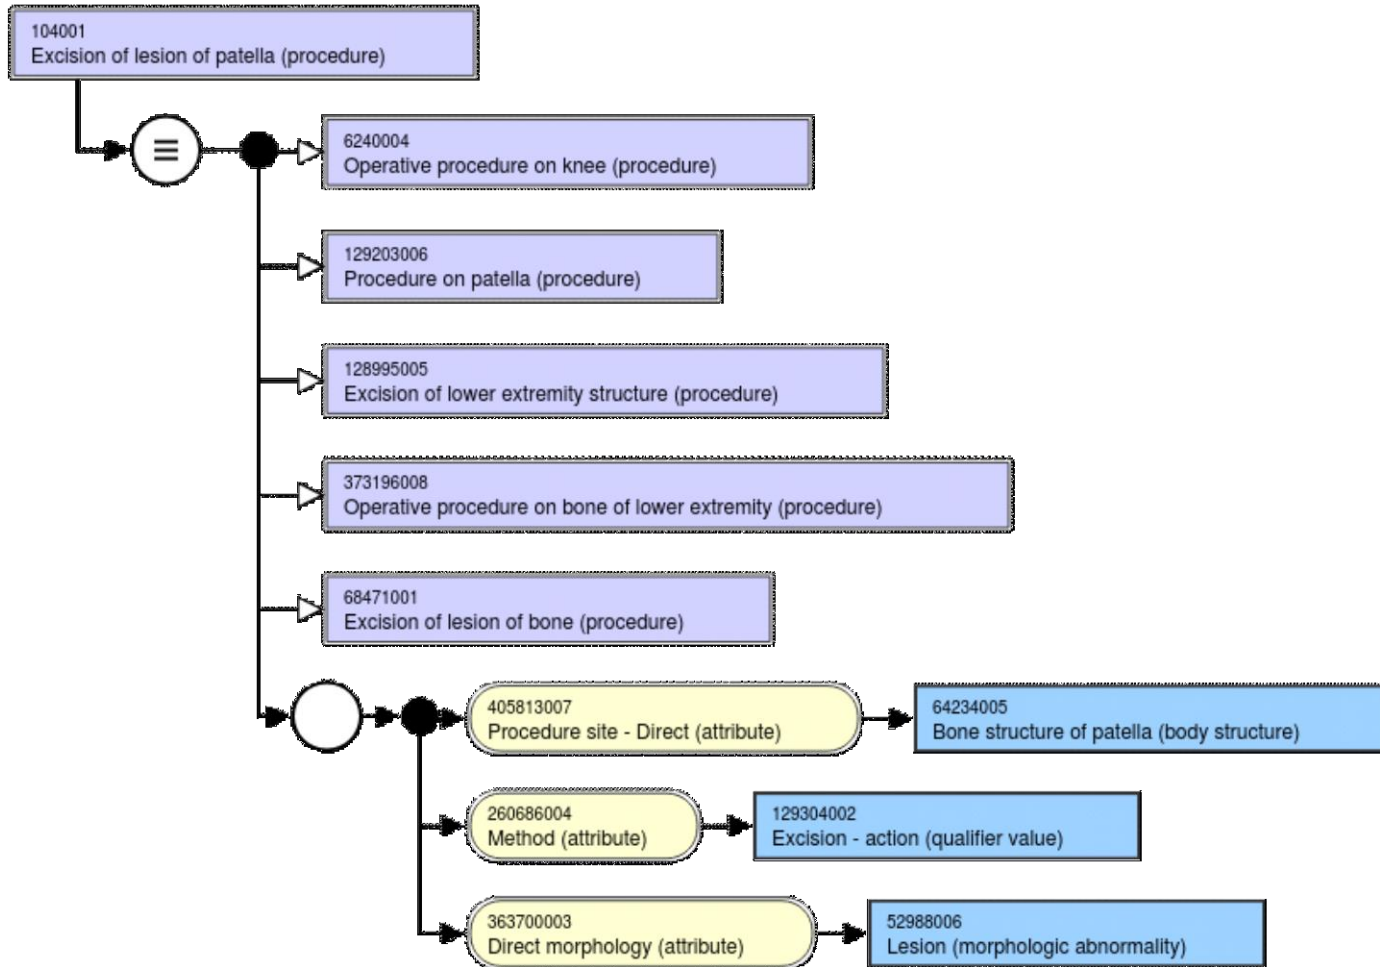 104001
Excision of lesion of patella (procedure)
≡
6240004
Operative procedure on knee (procedure)
129203006
Procedure on patella (procedure)
128995005
Excision of lower extremity structure (procedure)
373196008
Operative procedure on bone of lower extremity (procedure)
68471001
Excision of lesion of bone (procedure)
405813007
Procedure site - Direct (attribute)
64234005
Bone structure of patella (body structure)
260686004
Method (attribute)
129304002
Excision - action (qualifier value)
363700003
Direct morphology (attribute)
52988006
Lesion (morphologic abnormality)